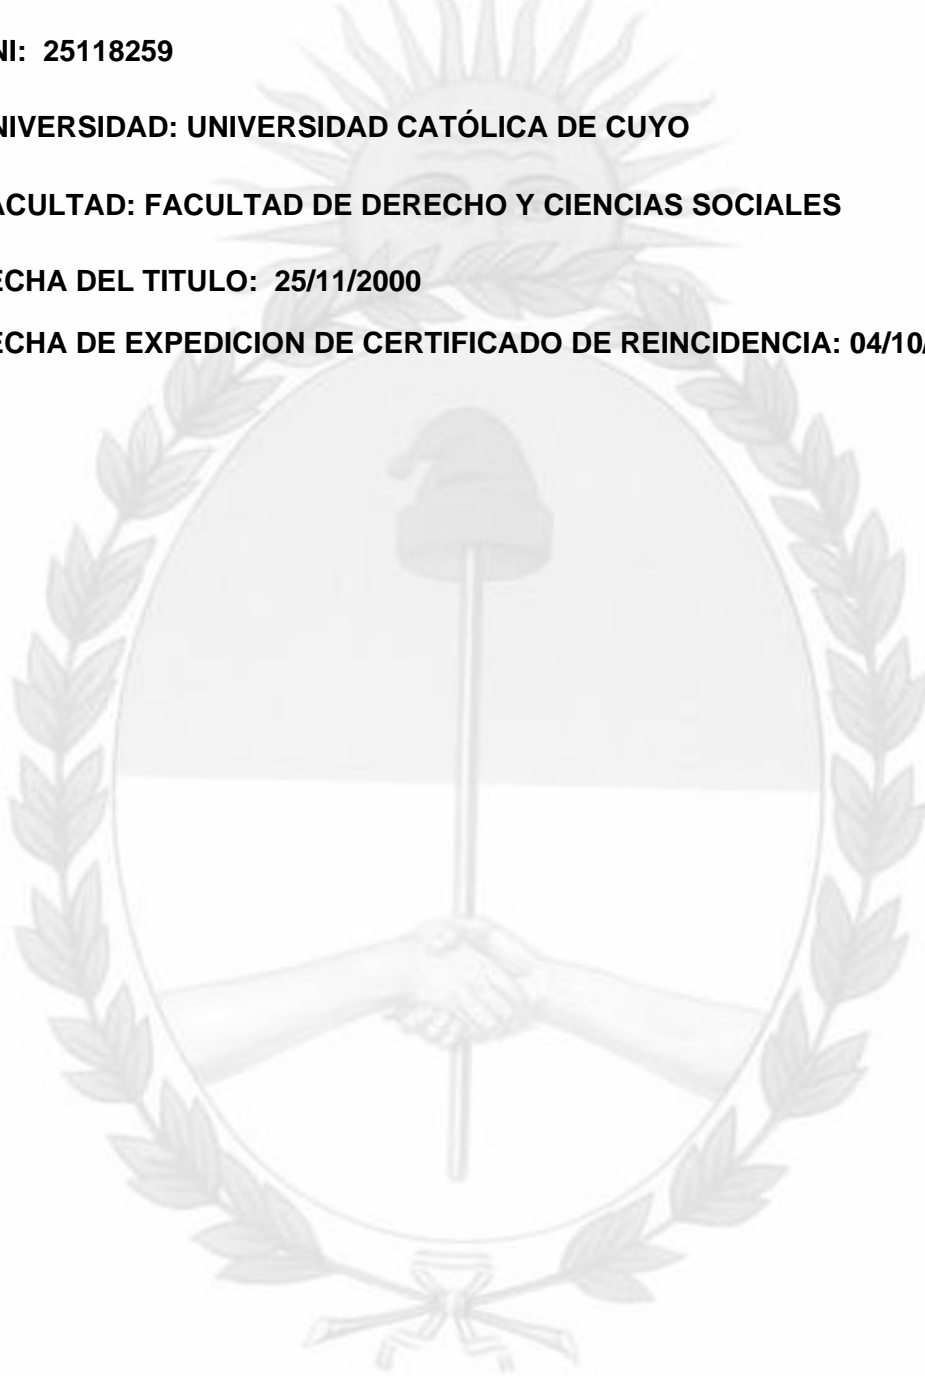 NI: 25118259
NIVERSIDAD: UNIVERSIDAD CATÓLICA DE CUYO
ACULTAD: FACULTAD DE DERECHO Y CIENCIAS SOCIALES
ECHA DEL TITULO: 25/11/2000
ECHA DE EXPEDICION DE CERTIFICADO DE REINCIDENCIA: 04/10/